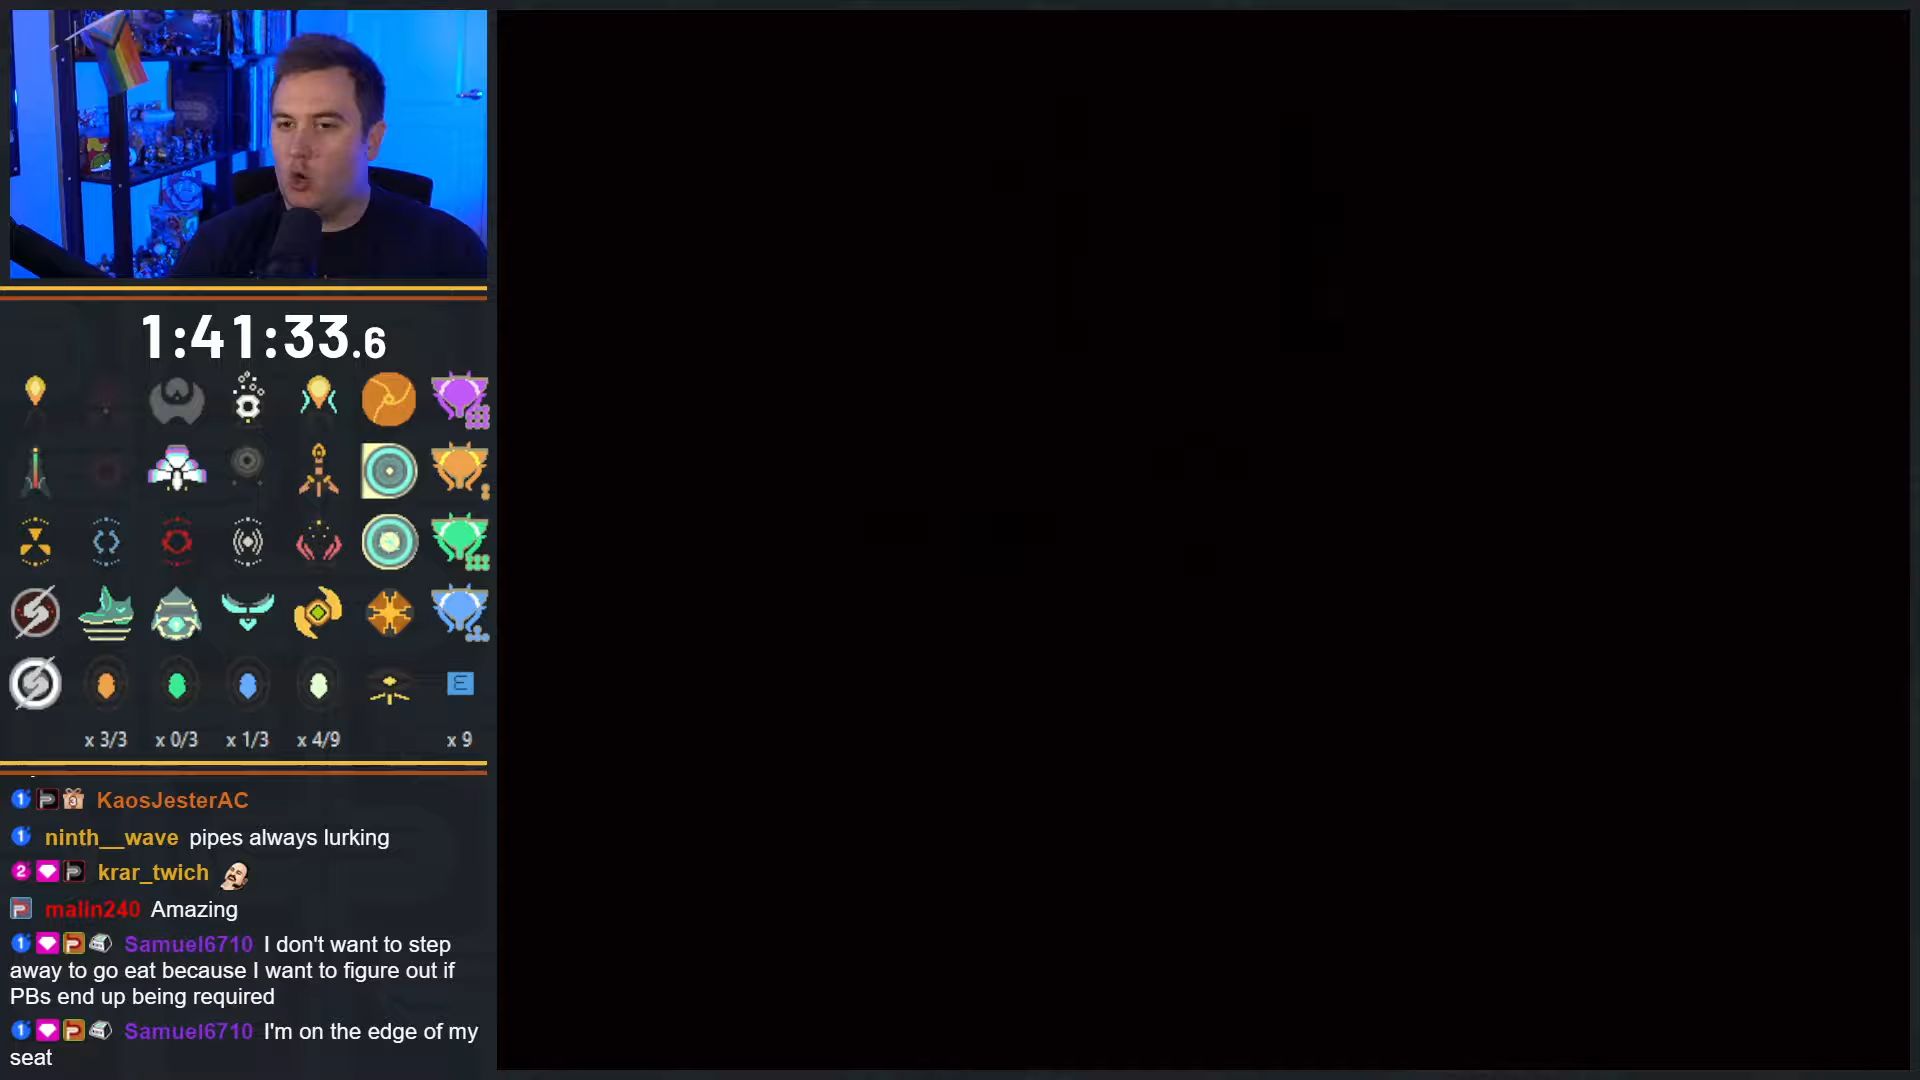 1:41:33.6
x 3/3 x 0/3 x 1/3 x 4/9 x 9
KaosJesterAC
ninth__wave pipes always lurking
krar_twich
malin240 Amazing
Samuel6710 I don't want to step
away to go eat because I want to figure out if
PBs end up being required
Samuel6710 I'm on the edge of my
seat